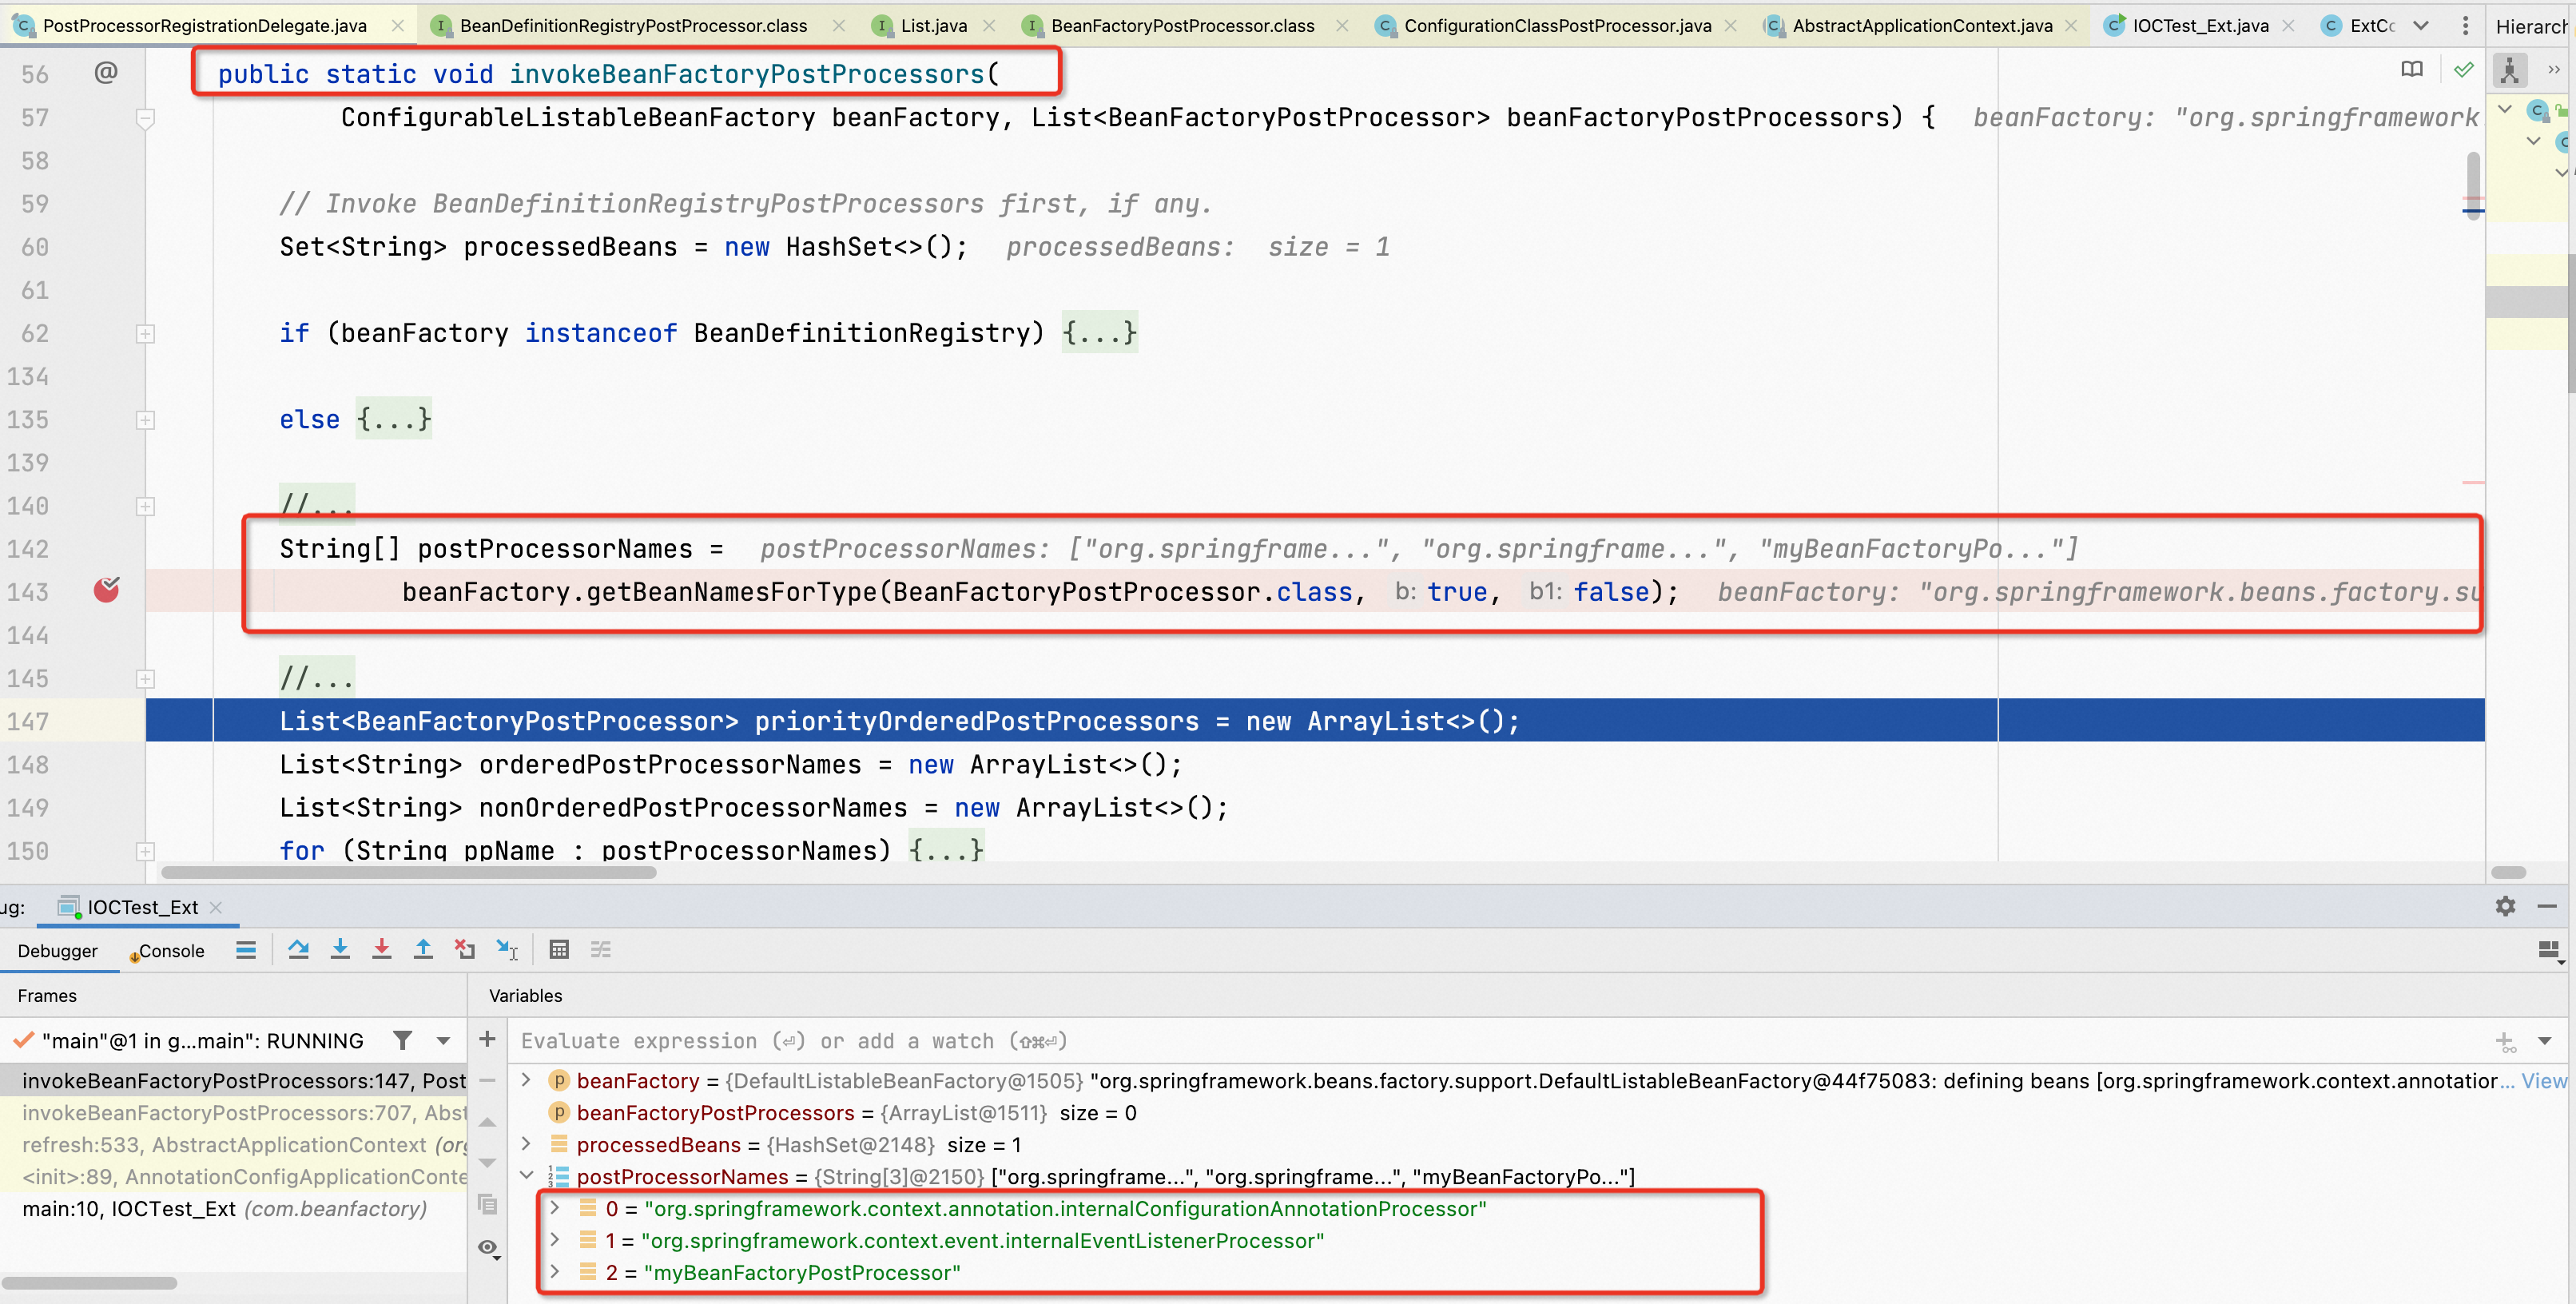 PostProcessorRegistrationDelegate.java BeanDefinitionRegistryPostProcessor.class List.java BeanFactoryPostProcessor.class ConfigurationClassPostProcessor.java AbstractApplicationContext.java IOCTest_Ext.java ExtCo Hierarch
56 @ public static void invokeBeanFactoryPostProcessors(
57 ConfigurableListableBeanFactory beanFactory, List<BeanFactoryPostProcessor> beanFactoryPostProcessors) { beanFactory: "org.springframework
58
59 // Invoke BeanDefinitionRegistryPostProcessors first, if any.
60 Set<String> processedBeans = new HashSet<>(); processedBeans: size = 1
61
62 if (beanFactory instanceof BeanDefinitionRegistry) {...}
134
135 else {...}
139
140 //...
142 String[] postProcessorNames = postProcessorNames: ["org.springframe...", "org.springframe...", "myBeanFactoryPo..."]
143 beanFactory.getBeanNamesForType(BeanFactoryPostProcessor.class, b: true, b1: false); beanFactory: "org.springframework.beans.factory.su
144
145 //...
147 List<BeanFactoryPostProcessor> priorityOrderedPostProcessors = new ArrayList<>();
148 List<String> orderedPostProcessorNames = new ArrayList<>();
149 List<String> nonOrderedPostProcessorNames = new ArrayList<>();
150 for (String ppName : postProcessorNames) {...}
ug: IOCTest_Ext
Debugger Console
Frames
Variables
"main"@1 in g...main": RUNNING
Evaluate expression (⏎) or add a watch (⇧⌘⏎)
invokeBeanFactoryPostProcessors:147, Post
invokeBeanFactoryPostProcessors:707, Abst
refresh:533, AbstractApplicationContext (org
<init>:89, AnnotationConfigApplicationConte
main:10, IOCTest_Ext (com.beanfactory)
beanFactory = {DefaultListableBeanFactory@1505} "org.springframework.beans.factory.support.DefaultListableBeanFactory@44f75083: defining beans [org.springframework.context.annotation... View
beanFactoryPostProcessors = {ArrayList@1511} size = 0
processedBeans = {HashSet@2148} size = 1
postProcessorNames = {String[3]@2150} ["org.springframe...", "org.springframe...", "myBeanFactoryPo..."]
0 = "org.springframework.context.annotation.internalConfigurationAnnotationProcessor"
1 = "org.springframework.context.event.internalEventListenerProcessor"
2 = "myBeanFactoryPostProcessor"